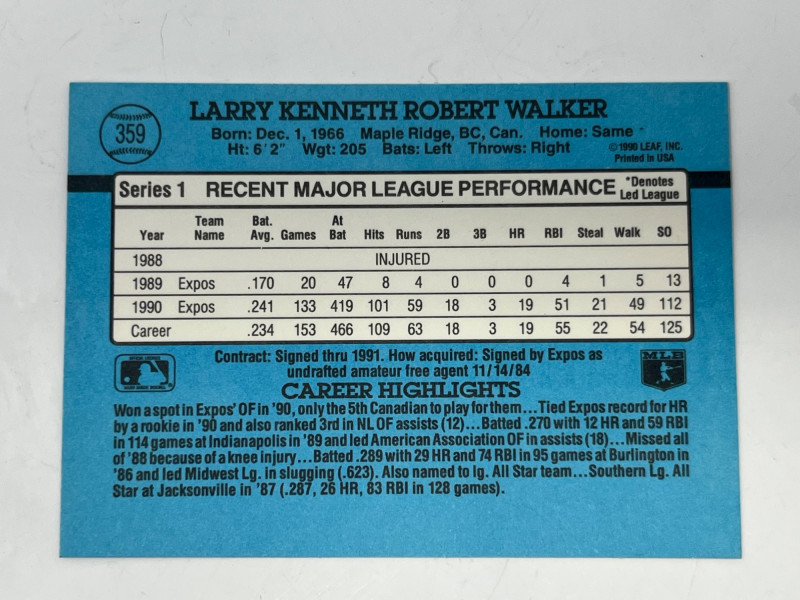 359
LARRY KENNETH ROBERT WALKER
Born: Dec. 1, 1966 Maple Ridge, BC, Can. Home: Same
Ht: 6'2" Wgt: 205 Bats: Left Throws: Right
© 1990 LEAF, INC.
Printed in USA
Series 1 RECENT MAJOR LEAGUE PERFORMANCE *Denotes Led League
Year Team Name Bat. Avg. Games At Bat Hits Runs 2B 3B HR RBI Steal Walk SO
1988 INJURED
1989 Expos .170 20 47 8 4 0 0 0 4 1 5 13
1990 Expos .241 133 419 101 59 18 3 19 51 21 49 112
Career .234 153 466 109 63 18 3 19 55 22 54 125
Contract: Signed thru 1991. How acquired: Signed by Expos as
undrafted amateur free agent 11/14/84
MLB
CAREER HIGHLIGHTS
Won a spot in Expos' OF in '90, only the 5th Canadian to play for them...Tied Expos record for HR
by a rookie in '90 and also ranked 3rd in NL OF assists (12)...Batted .270 with 12 HR and 59 RBI
in 114 games at Indianapolis in '89 and led American Association OF in assists (18)...Missed all
of '88 because of a knee injury...Batted .289 with 29 HR and 74 RBI in 95 games at Burlington in
'86 and led Midwest Lg. in slugging (.623). Also named to lg. All Star team...Southern Lg. All
Star at Jacksonville in '87 (.287, 26 HR, 83 RBI in 128 games).